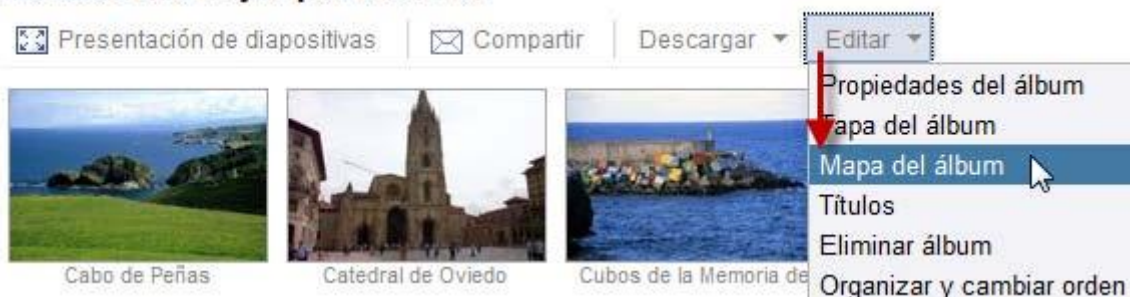 Presentación de diapositivas Compartir Descargar Editar
Propiedades del álbum
Tapa del álbum
Mapa del álbum
Títulos
Eliminar álbum
Organizar y cambiar orden
Cabo de Peñas Catedral de Oviedo Cubos de la Memoria de